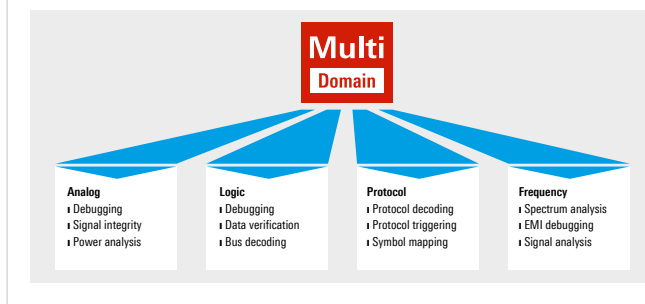 Multi
Domain
Analog
Debugging
Signal integrity
Power analysis
Logic
Debugging
Data verification
Bus decoding
Protocol
Protocol decoding
Protocol triggering
Symbol mapping
Frequency
Spectrum analysis
EMI debugging
Signal analysis